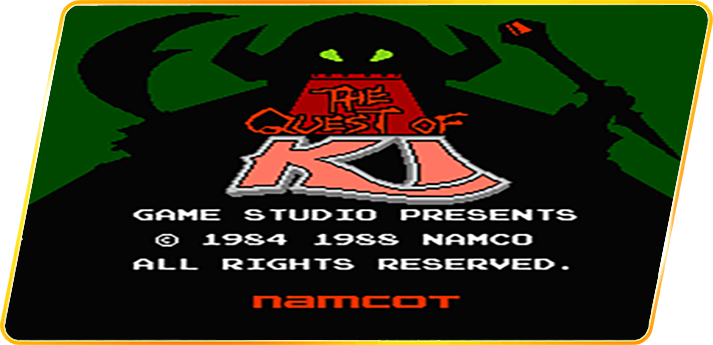 THE
QUEST OF
KI
GAME STUDIO PRESENTS
© 1984 1988 NAMCO
ALL RIGHTS RESERVED.
namcot